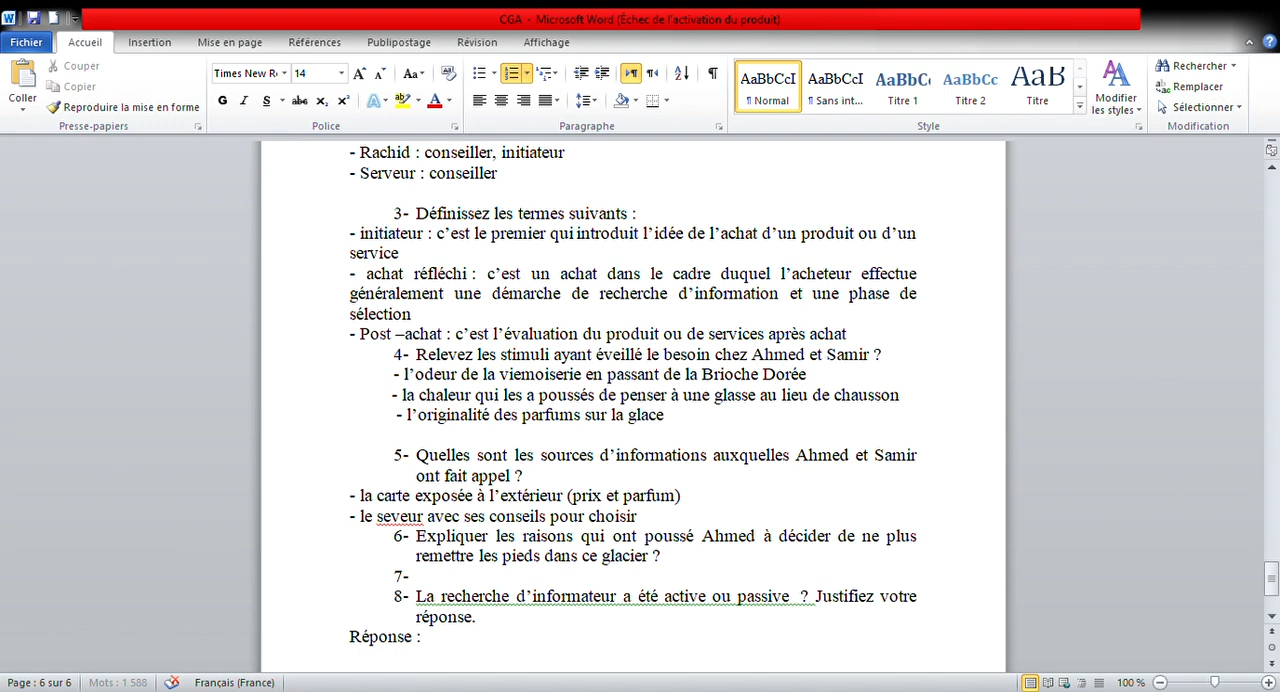 CGA - Microsoft Word (Échec de l'activation du produit)
Fichier Accueil Insertion Mise en page Références Publipostage Révision Affichage
Coller
Couper
Copier
Reproduire la mise en forme
Presse-papiers
Times New R 14
G I S abc x₂ x²
Police
Paragraphe
AaBbCcI AaBbCcI AaBbC AaBbCc AaB
¶ Normal ¶ Sans int... Titre 1 Titre 2 Titre
Style
Modifier les styles
Rechercher
Remplacer
Sélectionner
Modification
- Rachid : conseiller, initiateur
- Serveur : conseiller
3- Définissez les termes suivants :
- initiateur : c’est le premier qui introduit l’idée de l’achat d’un produit ou d’un
service
- achat réfléchi : c’est un achat dans le cadre duquel l’acheteur effectue
généralement une démarche de recherche d’information et une phase de
sélection
- Post –achat : c’est l’évaluation du produit ou de services après achat
4- Relevez les stimuli ayant éveillé le besoin chez Ahmed et Samir ?
- l’odeur de la viemoiserie en passant de la Brioche Dorée
- la chaleur qui les a poussés de penser à une glasse au lieu de chausson
- l’originalité des parfums sur la glace
5- Quelles sont les sources d’informations auxquelles Ahmed et Samir
ont fait appel ?
- la carte exposée à l’extérieur (prix et parfum)
- le seveur avec ses conseils pour choisir
6- Expliquer les raisons qui ont poussé Ahmed à décider de ne plus
remettre les pieds dans ce glacier ?
7-
8- La recherche d’informateur a été active ou passive ? Justifiez votre
réponse.
Réponse :
Page : 6 sur 6 Mots : 1 588 Français (France) 100 %